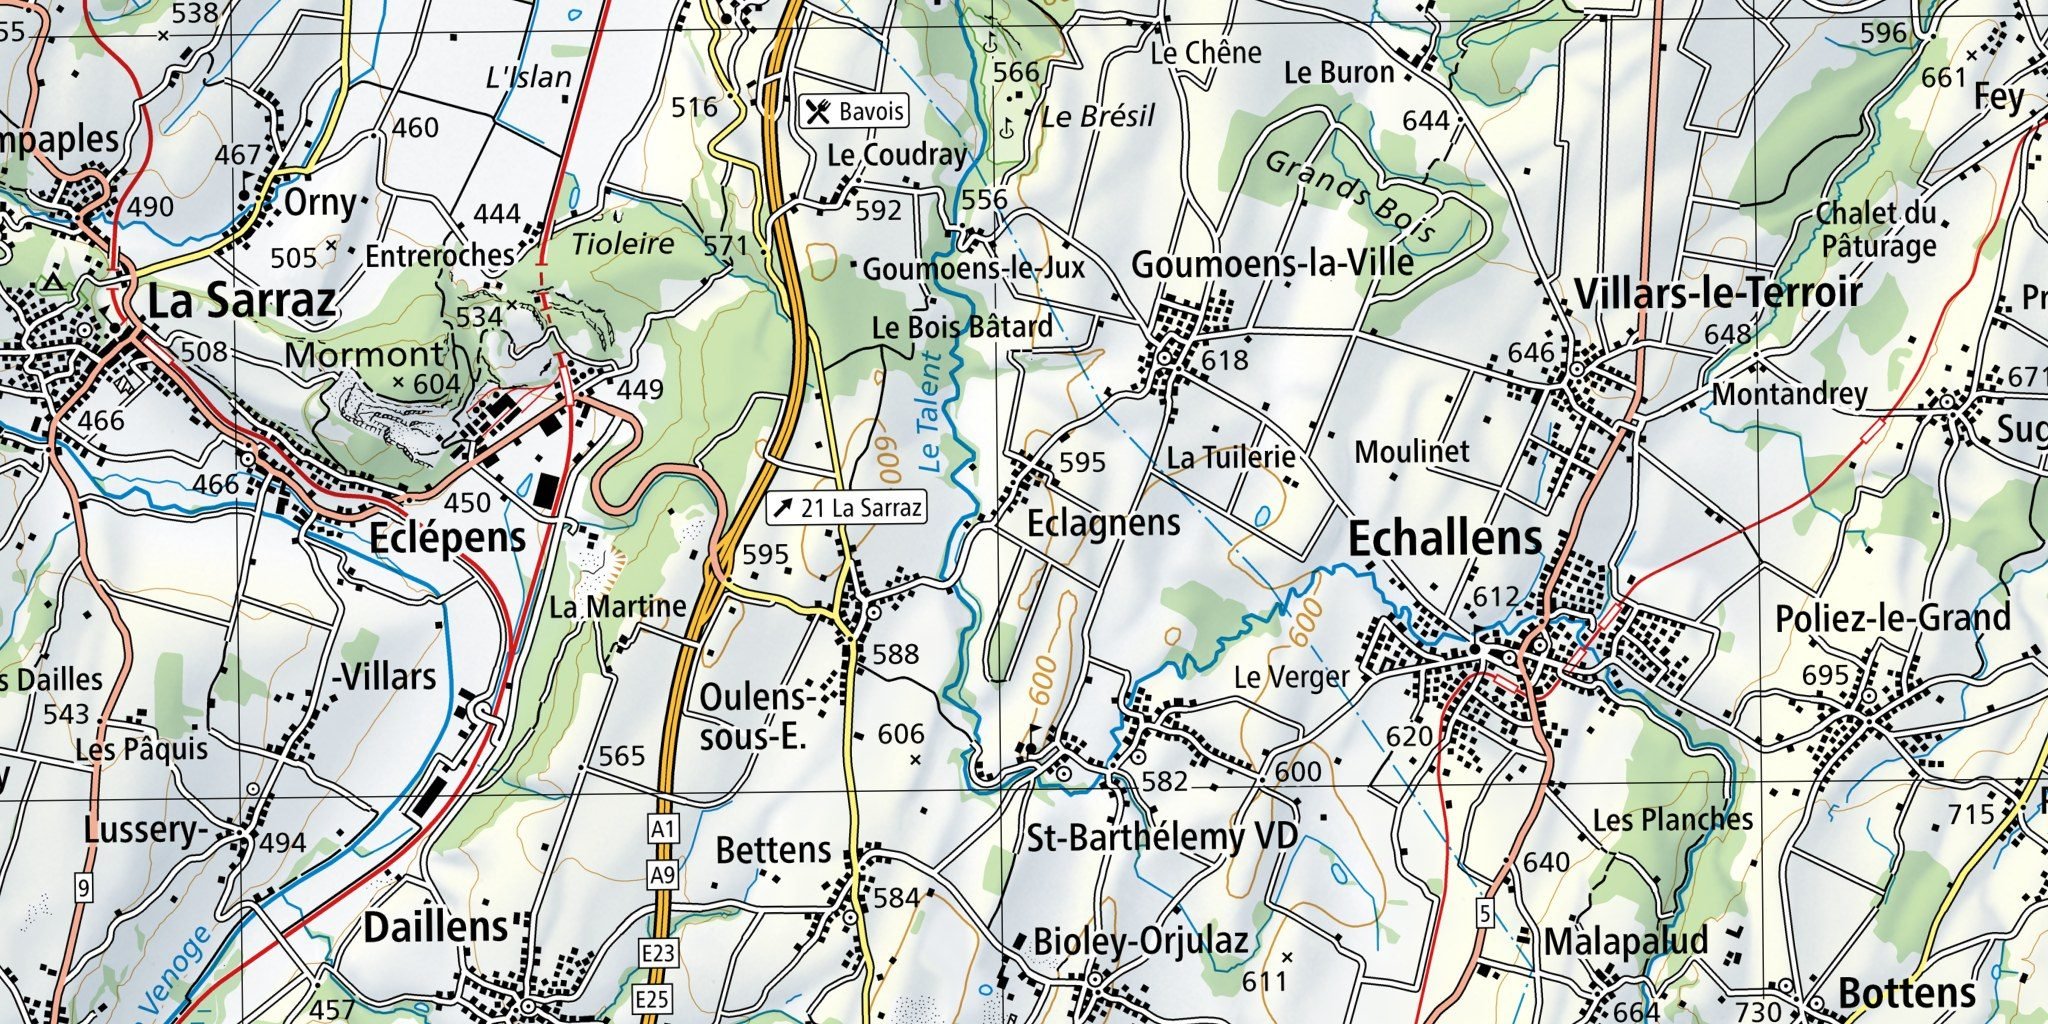 55
538
L'Islan
516
Bavois
566
Le Brésil
Le Chêne
Le Buron
644
596
661
Fey
mpaples
467
460
Orny
490
505
444
Entreroches
Tioleire
571
Le Coudray
592
556
Goumoens-le-Jux
Goumoens-la-Ville
Grands Bois
Chalet du
Pâturage
Villars-le-Terroir
La Sarraz
508
Mormont
604
534
449
Le Bois Bâtard
618
646
648
Montandrey
671
Pr
Sug
466
466
450
Eclépens
600
Le Talent
21 La Sarraz
595
595
Eclagnens
La Tuilerie
Moulinet
Echallens
612
Poliez-le-Grand
695
La Martine
-Villars
s Dailles
543
Les Pâquis
y
588
Oulens-
sous-E.
606
565
600
600
Le Verger
620
600
582
St-Barthélemy VD
Les Planches
715
Lussery-
494
9
A1
A9
E23
E25
Bettens
584
Daillens
457
Venoge
Bioley-Orjulaz
611
640
5
Malapalud
664
730
Bottens